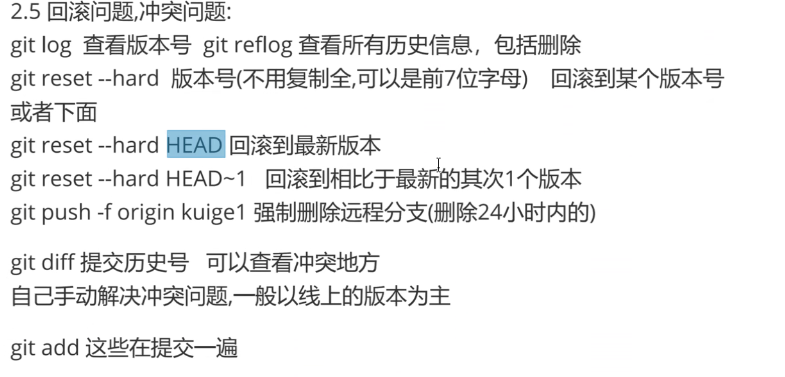 2.5 回滚问题,冲突问题:
git log 查看版本号 git reflog 查看所有历史信息，包括删除
git reset --hard 版本号(不用复制全,可以是前7位字母) 回滚到某个版本号
或者下面
git reset --hard HEAD 回滚到最新版本
git reset --hard HEAD~1 回滚到相比于最新的其次1个版本
git push -f origin kuige1 强制删除远程分支(删除24小时内的)
git diff 提交历史号 可以查看冲突地方
自己手动解决冲突问题,一般以线上的版本为主
git add 这些在提交一遍